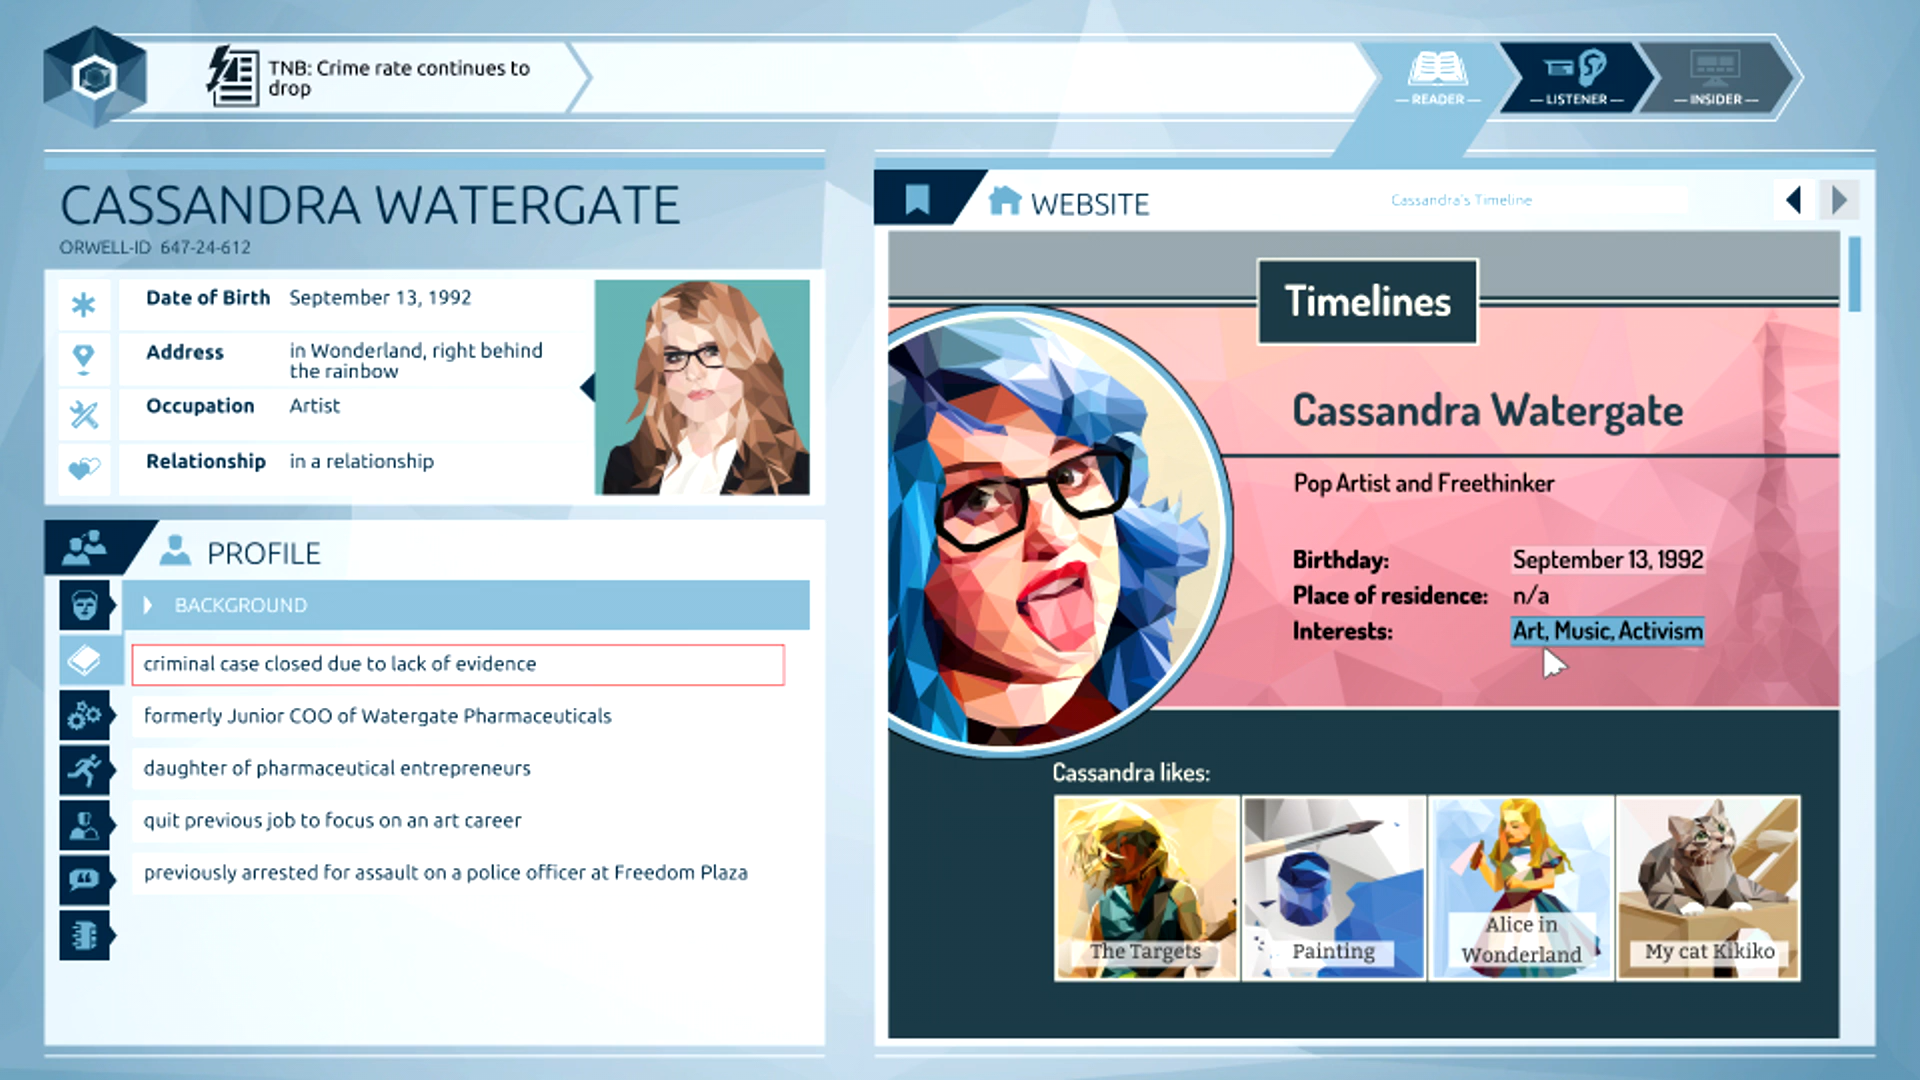 TNB: Crime rate continues to
drop
— READER —
— LISTENER —
— INSIDER —
CASSANDRA WATERGATE
ORWELL-ID 647-24-612
Date of Birth September 13, 1992
Address in Wonderland, right behind
the rainbow
Occupation Artist
Relationship in a relationship
PROFILE
BACKGROUND
criminal case closed due to lack of evidence
formerly Junior COO of Watergate Pharmaceuticals
daughter of pharmaceutical entrepreneurs
quit previous job to focus on an art career
previously arrested for assault on a police officer at Freedom Plaza
WEBSITE
Cassandra's Timeline
Timelines
Cassandra Watergate
Pop Artist and Freethinker
Birthday: September 13, 1992
Place of residence: n/a
Interests: Art, Music, Activism
Cassandra likes:
The Targets
Painting
Alice in
Wonderland
My cat Kikiko